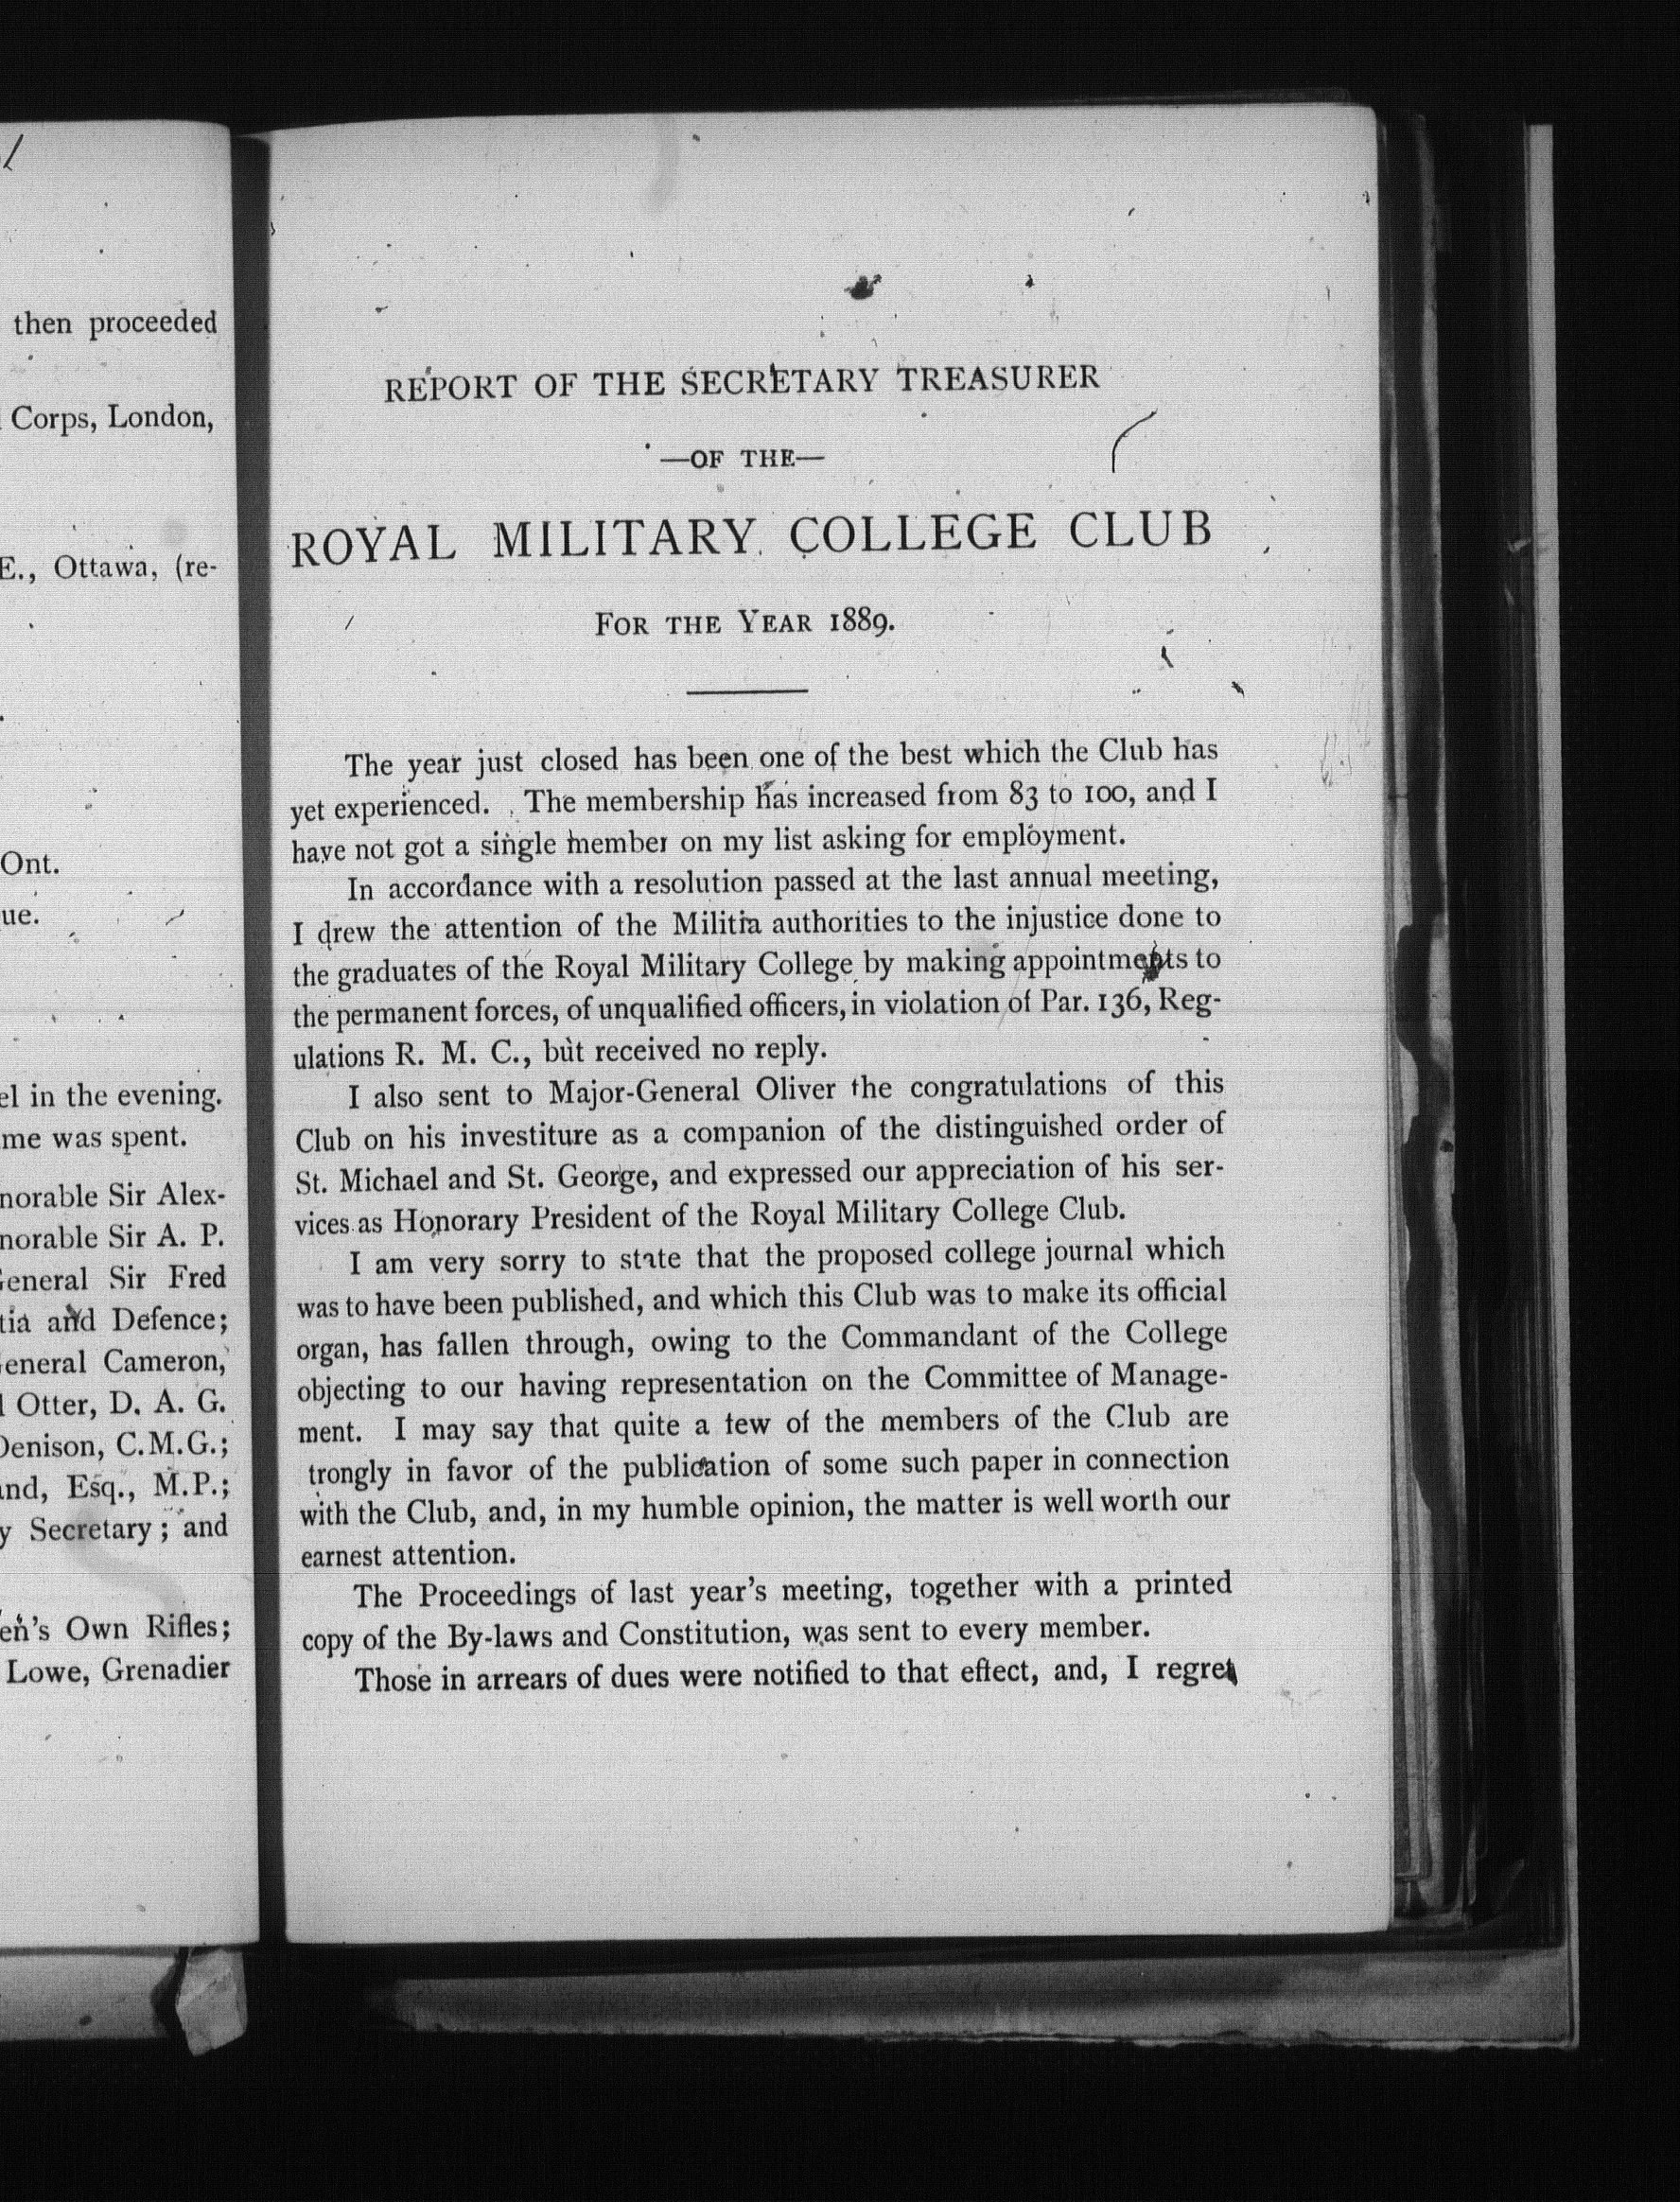 then proceeded
Corps, London,
E., Ottawa, (re-
Ont.
ue.
el in the evening.
me was spent.
norable Sir Alex-
norable Sir A. P.
General Sir Fred
tia and Defence;
General Cameron,
l Otter, D. A. G.
Denison, C.M.G.;
and, Esq., M.P.;
y Secretary; and
en's Own Rifles;
Lowe, Grenadier
REPORT OF THE SECRETARY TREASURER
—OF THE—
ROYAL MILITARY COLLEGE CLUB
FOR THE YEAR 1889.
The year just closed has been one of the best which the Club has
yet experienced. The membership has increased from 83 to 100, and I
have not got a single member on my list asking for employment.
In accordance with a resolution passed at the last annual meeting,
I drew the attention of the Militia authorities to the injustice done to
the graduates of the Royal Military College by making appointments to
the permanent forces, of unqualified officers, in violation of Par. 136, Reg-
ulations R. M. C., but received no reply.
I also sent to Major-General Oliver the congratulations of this
Club on his investiture as a companion of the distinguished order of
St. Michael and St. George, and expressed our appreciation of his ser-
vices as Honorary President of the Royal Military College Club.
I am very sorry to state that the proposed college journal which
was to have been published, and which this Club was to make its official
organ, has fallen through, owing to the Commandant of the College
objecting to our having representation on the Committee of Manage-
ment. I may say that quite a few of the members of the Club are
trongly in favor of the publication of some such paper in connection
with the Club, and, in my humble opinion, the matter is well worth our
earnest attention.
The Proceedings of last year's meeting, together with a printed
copy of the By-laws and Constitution, was sent to every member.
Those in arrears of dues were notified to that effect, and, I regret